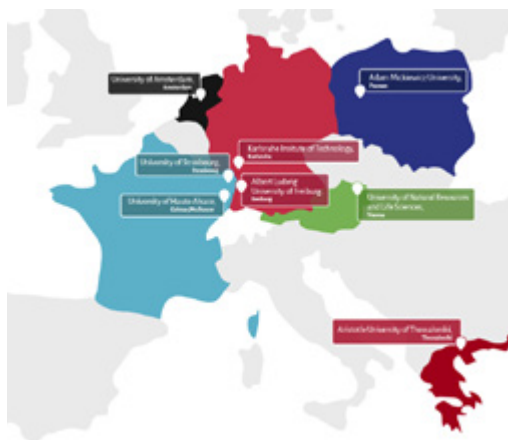 University of Amsterdam,
Amsterdam
Adam Mickiewicz University,
Poznan
Karlsruhe Institute of Technology,
Karlsruhe
University of Strasbourg,
Strasbourg
Albert Ludwig
University of Freiburg,
Freiburg
University of Haute-Alsace,
Colmar/Mulhouse
University of Natural Resources
and Life Sciences,
Vienna
Aristotle University of Thessaloniki,
Thessaloniki